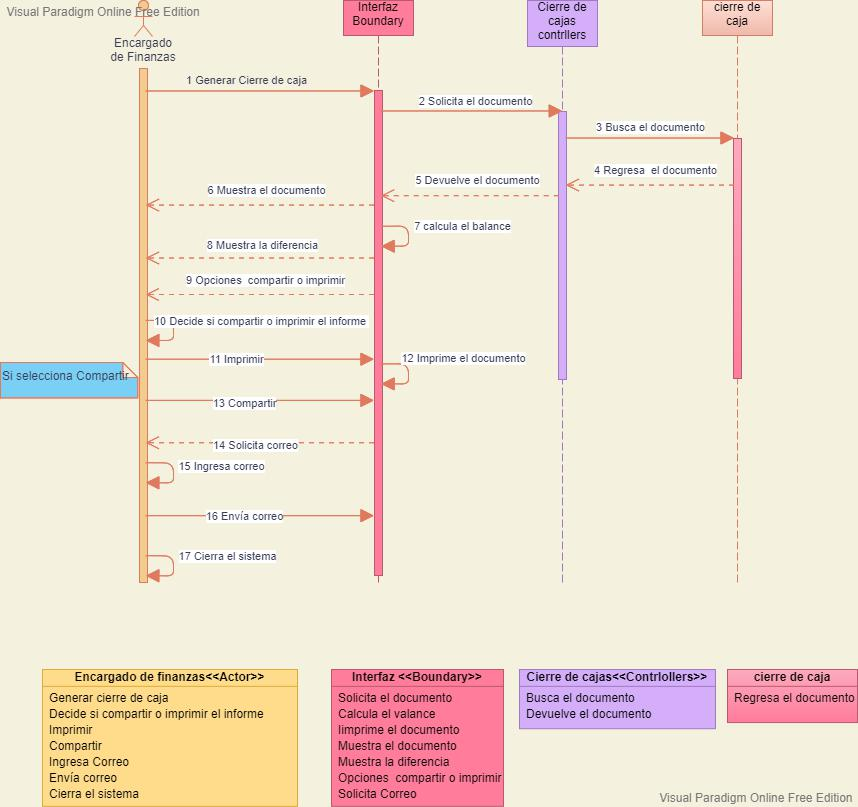 Visual Paradigm Online Free Edition
Encargado
de Finanzas
Interfaz
Boundary
Cierre de
cajas
contrllers
cierre de
caja
1 Generar Cierre de caja
2 Solicita el documento
3 Busca el documento
4 Regresa  el documento
5 Devuelve el documento
6 Muestra el documento
7 calcula el balance
8 Muestra la diferencia
9 Opciones  compartir o imprimir
10 Decide si compartir o imprimir el informe
11 Imprimir
12 Imprime el documento
Si selecciona Compartir
13 Compartir
14 Solicita correo
15 Ingresa correo
16 Envía correo
17 Cierra el sistema
Encargado de finanzas<<Actor>>
Generar cierre de caja
Decide si compartir o imprimir el informe
Imprimir
Compartir
Ingresa Correo
Envía correo
Cierra el sistema
Interfaz <<Boundary>>
Solicita el documento
Calcula el valance
Iimprime el documento
Muestra el documento
Muestra la diferencia
Opciones  compartir o imprimir
Solicita Correo
Cierre de cajas<<Contrlollers>>
Busca el documento
Devuelve el documento
cierre de caja
Regresa el documento
Visual Paradigm Online Free Edition